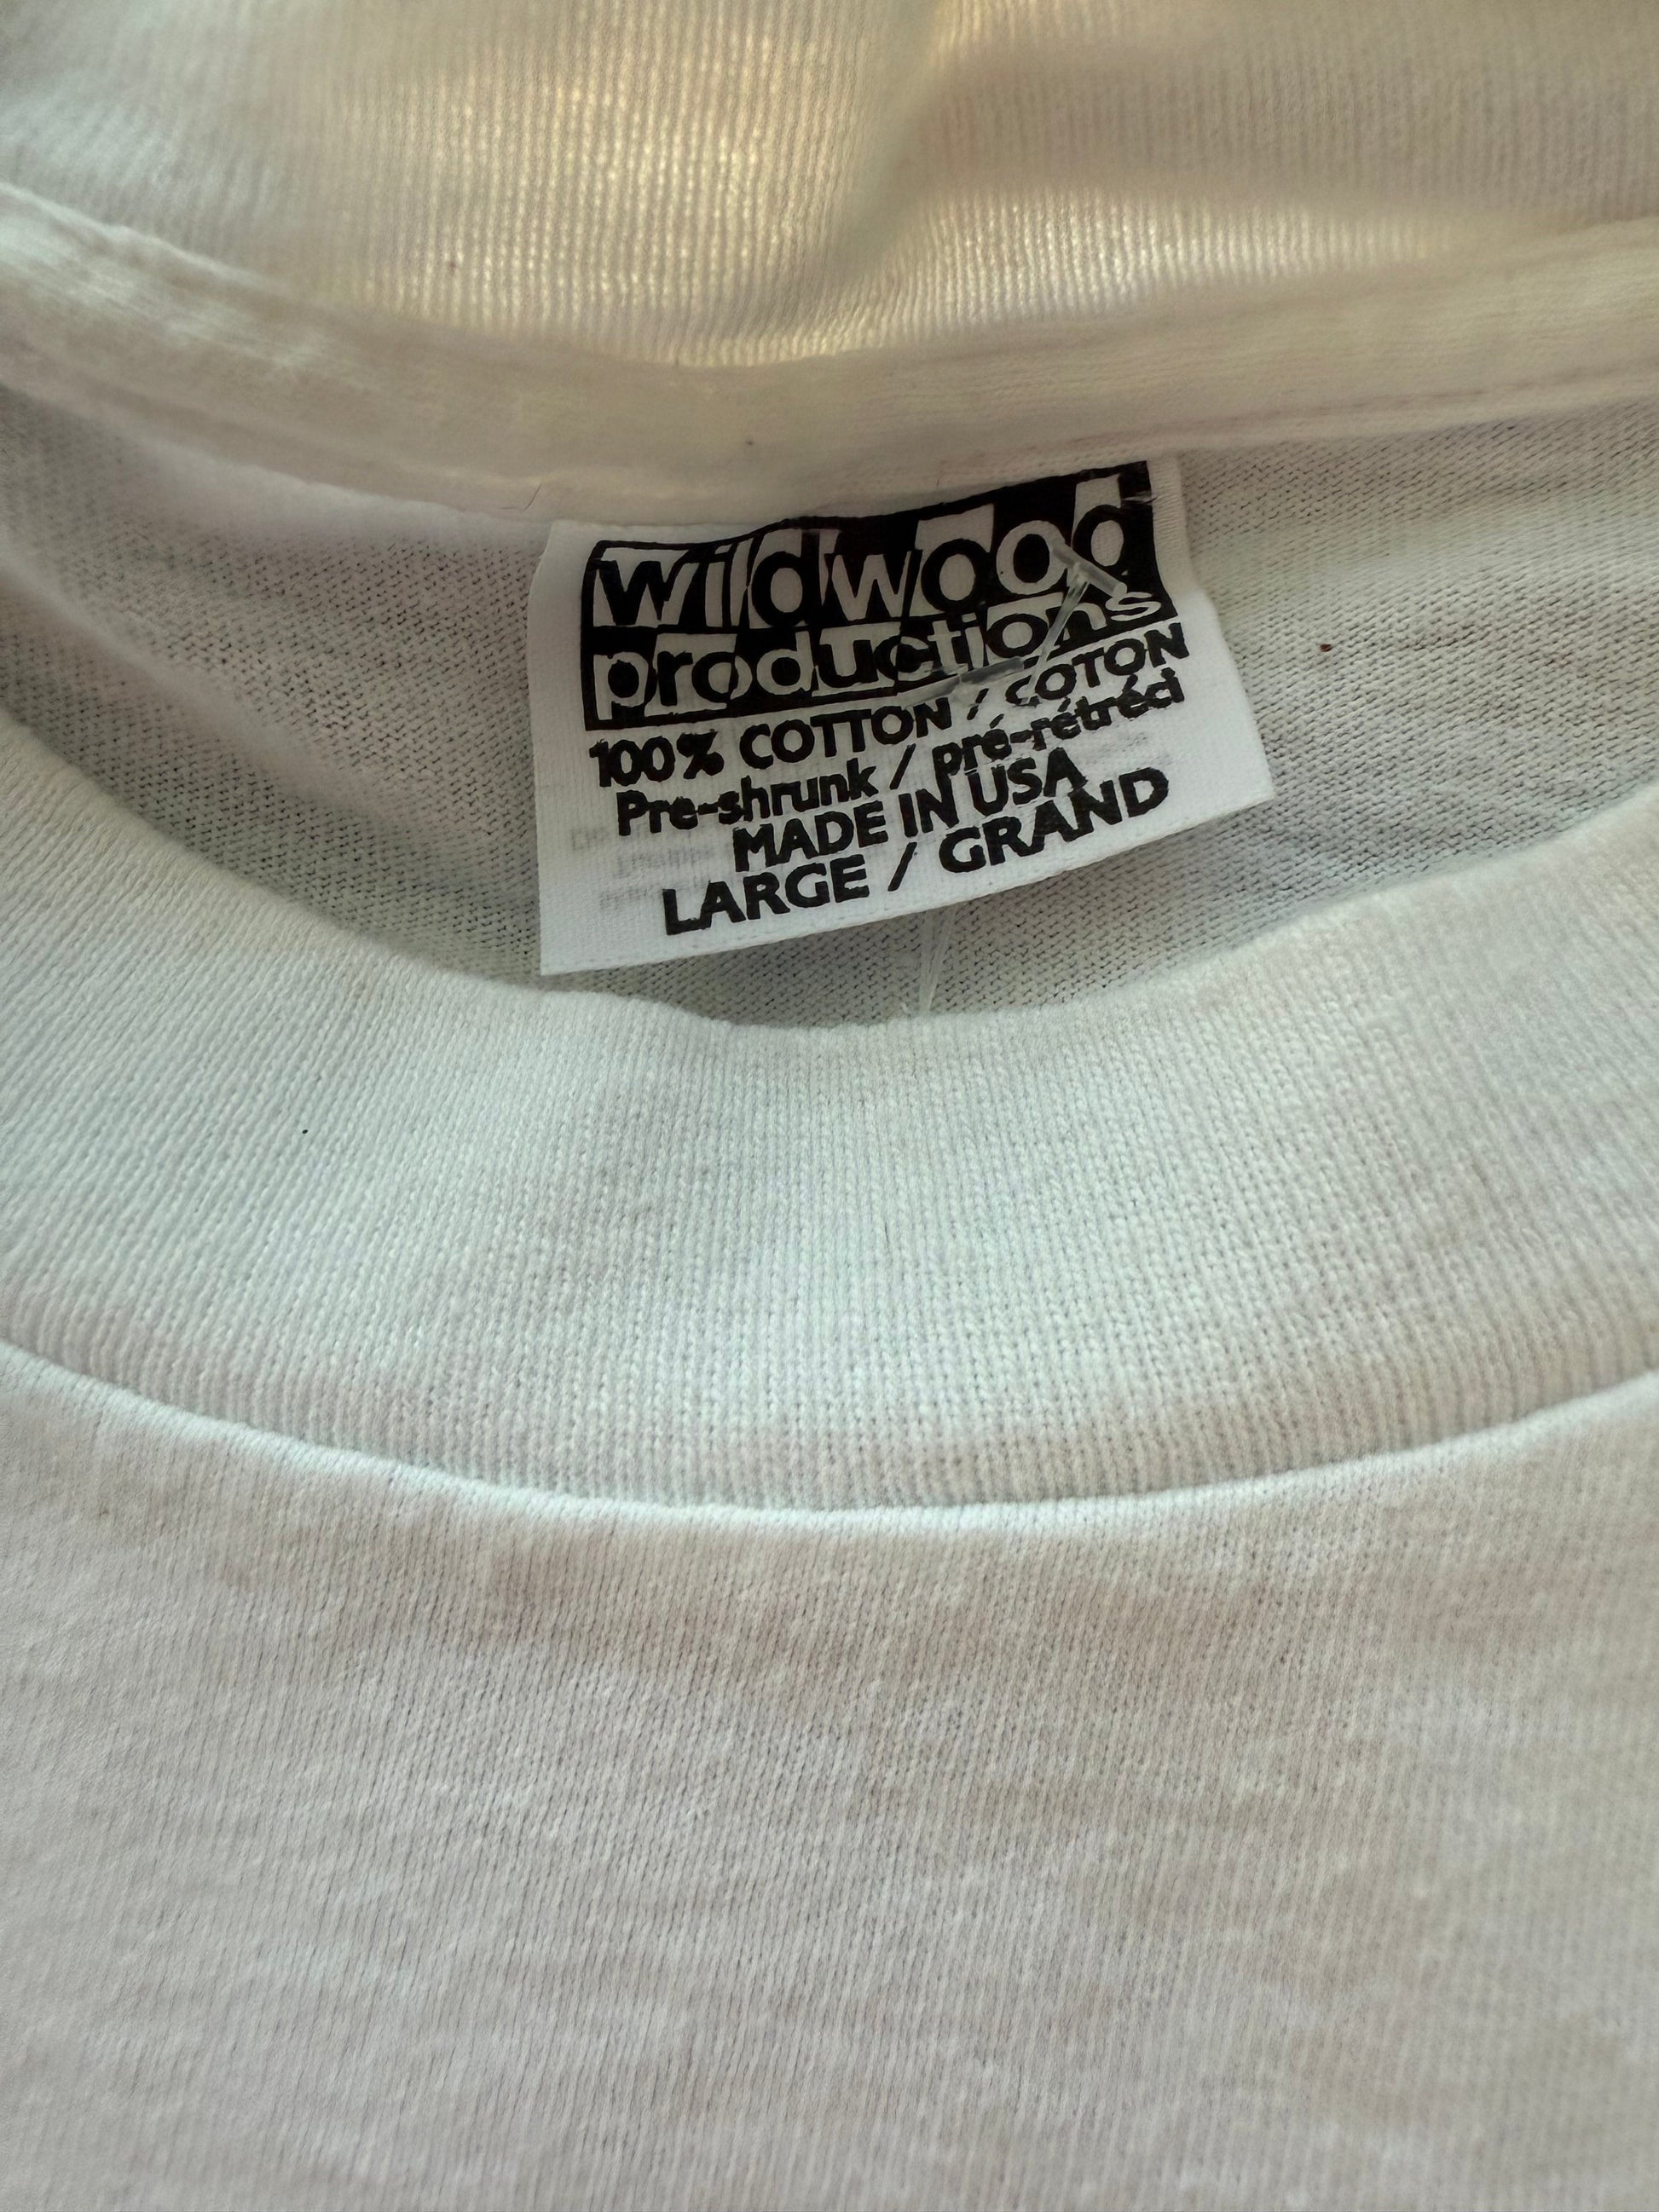 wildwood
productions
100% COTTON / COTON
Pre-shrunk / pré-rétréci
MADE IN USA
LARGE / GRAND